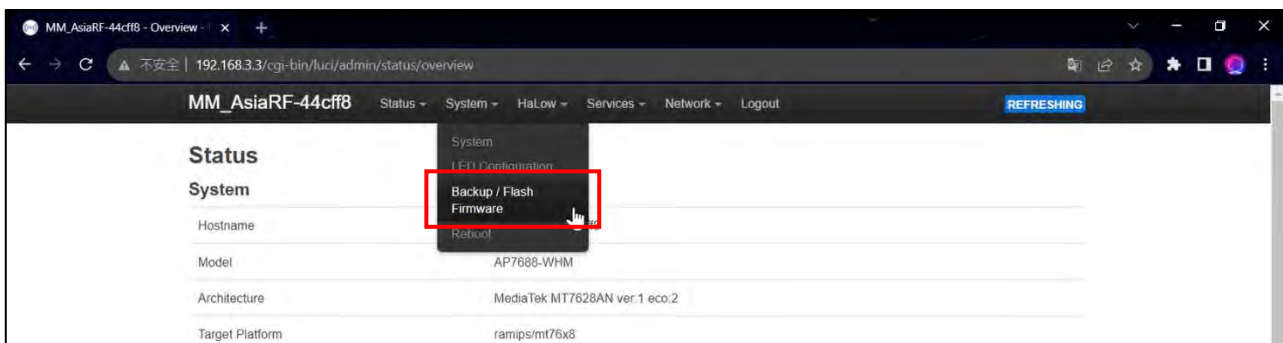 MM_AsiaRF-44cff8 - Overview -
不安全 | 192.168.3.3/cgi-bin/luci/admin/status/overview
MM_AsiaRF-44cff8 Status System HaLow Services Network Logout REFRESHING
Status
System
System
LED Configuration
Backup / Flash
Firmware
Reboot
Hostname
Model AP7688-WHM
Architecture MediaTek MT7628AN ver:1 eco:2
Target Platform ramips/mt76x8